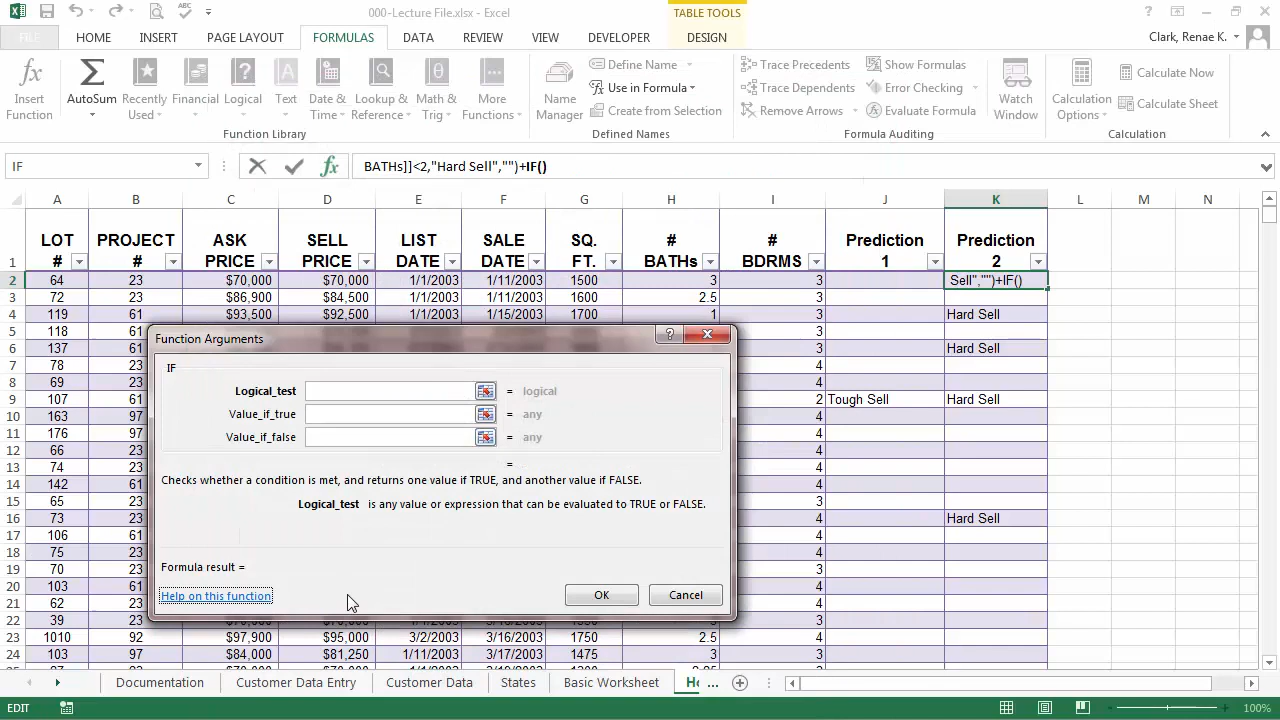 000-Lecture File.xlsx - Excel
TABLE TOOLS
FILE HOME INSERT PAGE LAYOUT FORMULAS DATA REVIEW VIEW DEVELOPER DESIGN Clark, Renae K.
Insert Function
AutoSum
Recently Used
Financial
Logical
Text
Date & Time
Lookup & Reference
Math & Trig
More Functions
Function Library
Name Manager
Define Name
Use in Formula
Create from Selection
Defined Names
Trace Precedents
Trace Dependents
Remove Arrows
Show Formulas
Error Checking
Evaluate Formula
Formula Auditing
Watch Window
Calculation Options
Calculate Now
Calculate Sheet
Calculation
IF fx BATHs]]<2,"Hard Sell","")+IF()
A B C D E F G H I J K L M N
1 LOT # PROJECT # ASK PRICE SELL PRICE LIST DATE SALE DATE SQ. FT. # BATHs # BDRMS Prediction 1 Prediction 2
2 64 23 $70,000 $70,000 1/1/2003 1/11/2003 1500 3 3 Sell","")+IF()
3 72 23 $86,900 $84,500 1/1/2003 1/11/2003 1600 2.5 3
4 119 61 $93,500 $92,500 1/1/2003 1/15/2003 1700 1 3 Hard Sell
5 118 61 3
6 137 61 3 Hard Sell
7 78 23 4
8 69 23 4
9 107 61 2 Tough Sell Hard Sell
10 163 97 4
11 176 97 4
12 66 23 4
13 74 23 4
14 142 61 4
15 65 23 3
16 73 23 4 Hard Sell
17 106 61 4
18 75 23 4
19 70 23 3
20 103 61 4
21 62 23 4
22 39 23 4
23 1010 92 $97,900 $95,000 3/2/2003 3/16/2003 1750 2.5 4
24 103 97 $84,000 $81,250 1/11/2003 3/17/2003 1475 3 3
Function Arguments
IF
Logical_test = logical
Value_if_true = any
Value_if_false = any
=
Checks whether a condition is met, and returns one value if TRUE, and another value if FALSE.
Logical_test is any value or expression that can be evaluated to TRUE or FALSE.
Formula result =
Help on this function OK Cancel
Documentation Customer Data Entry Customer Data States Basic Worksheet Ho ...
EDIT 100%